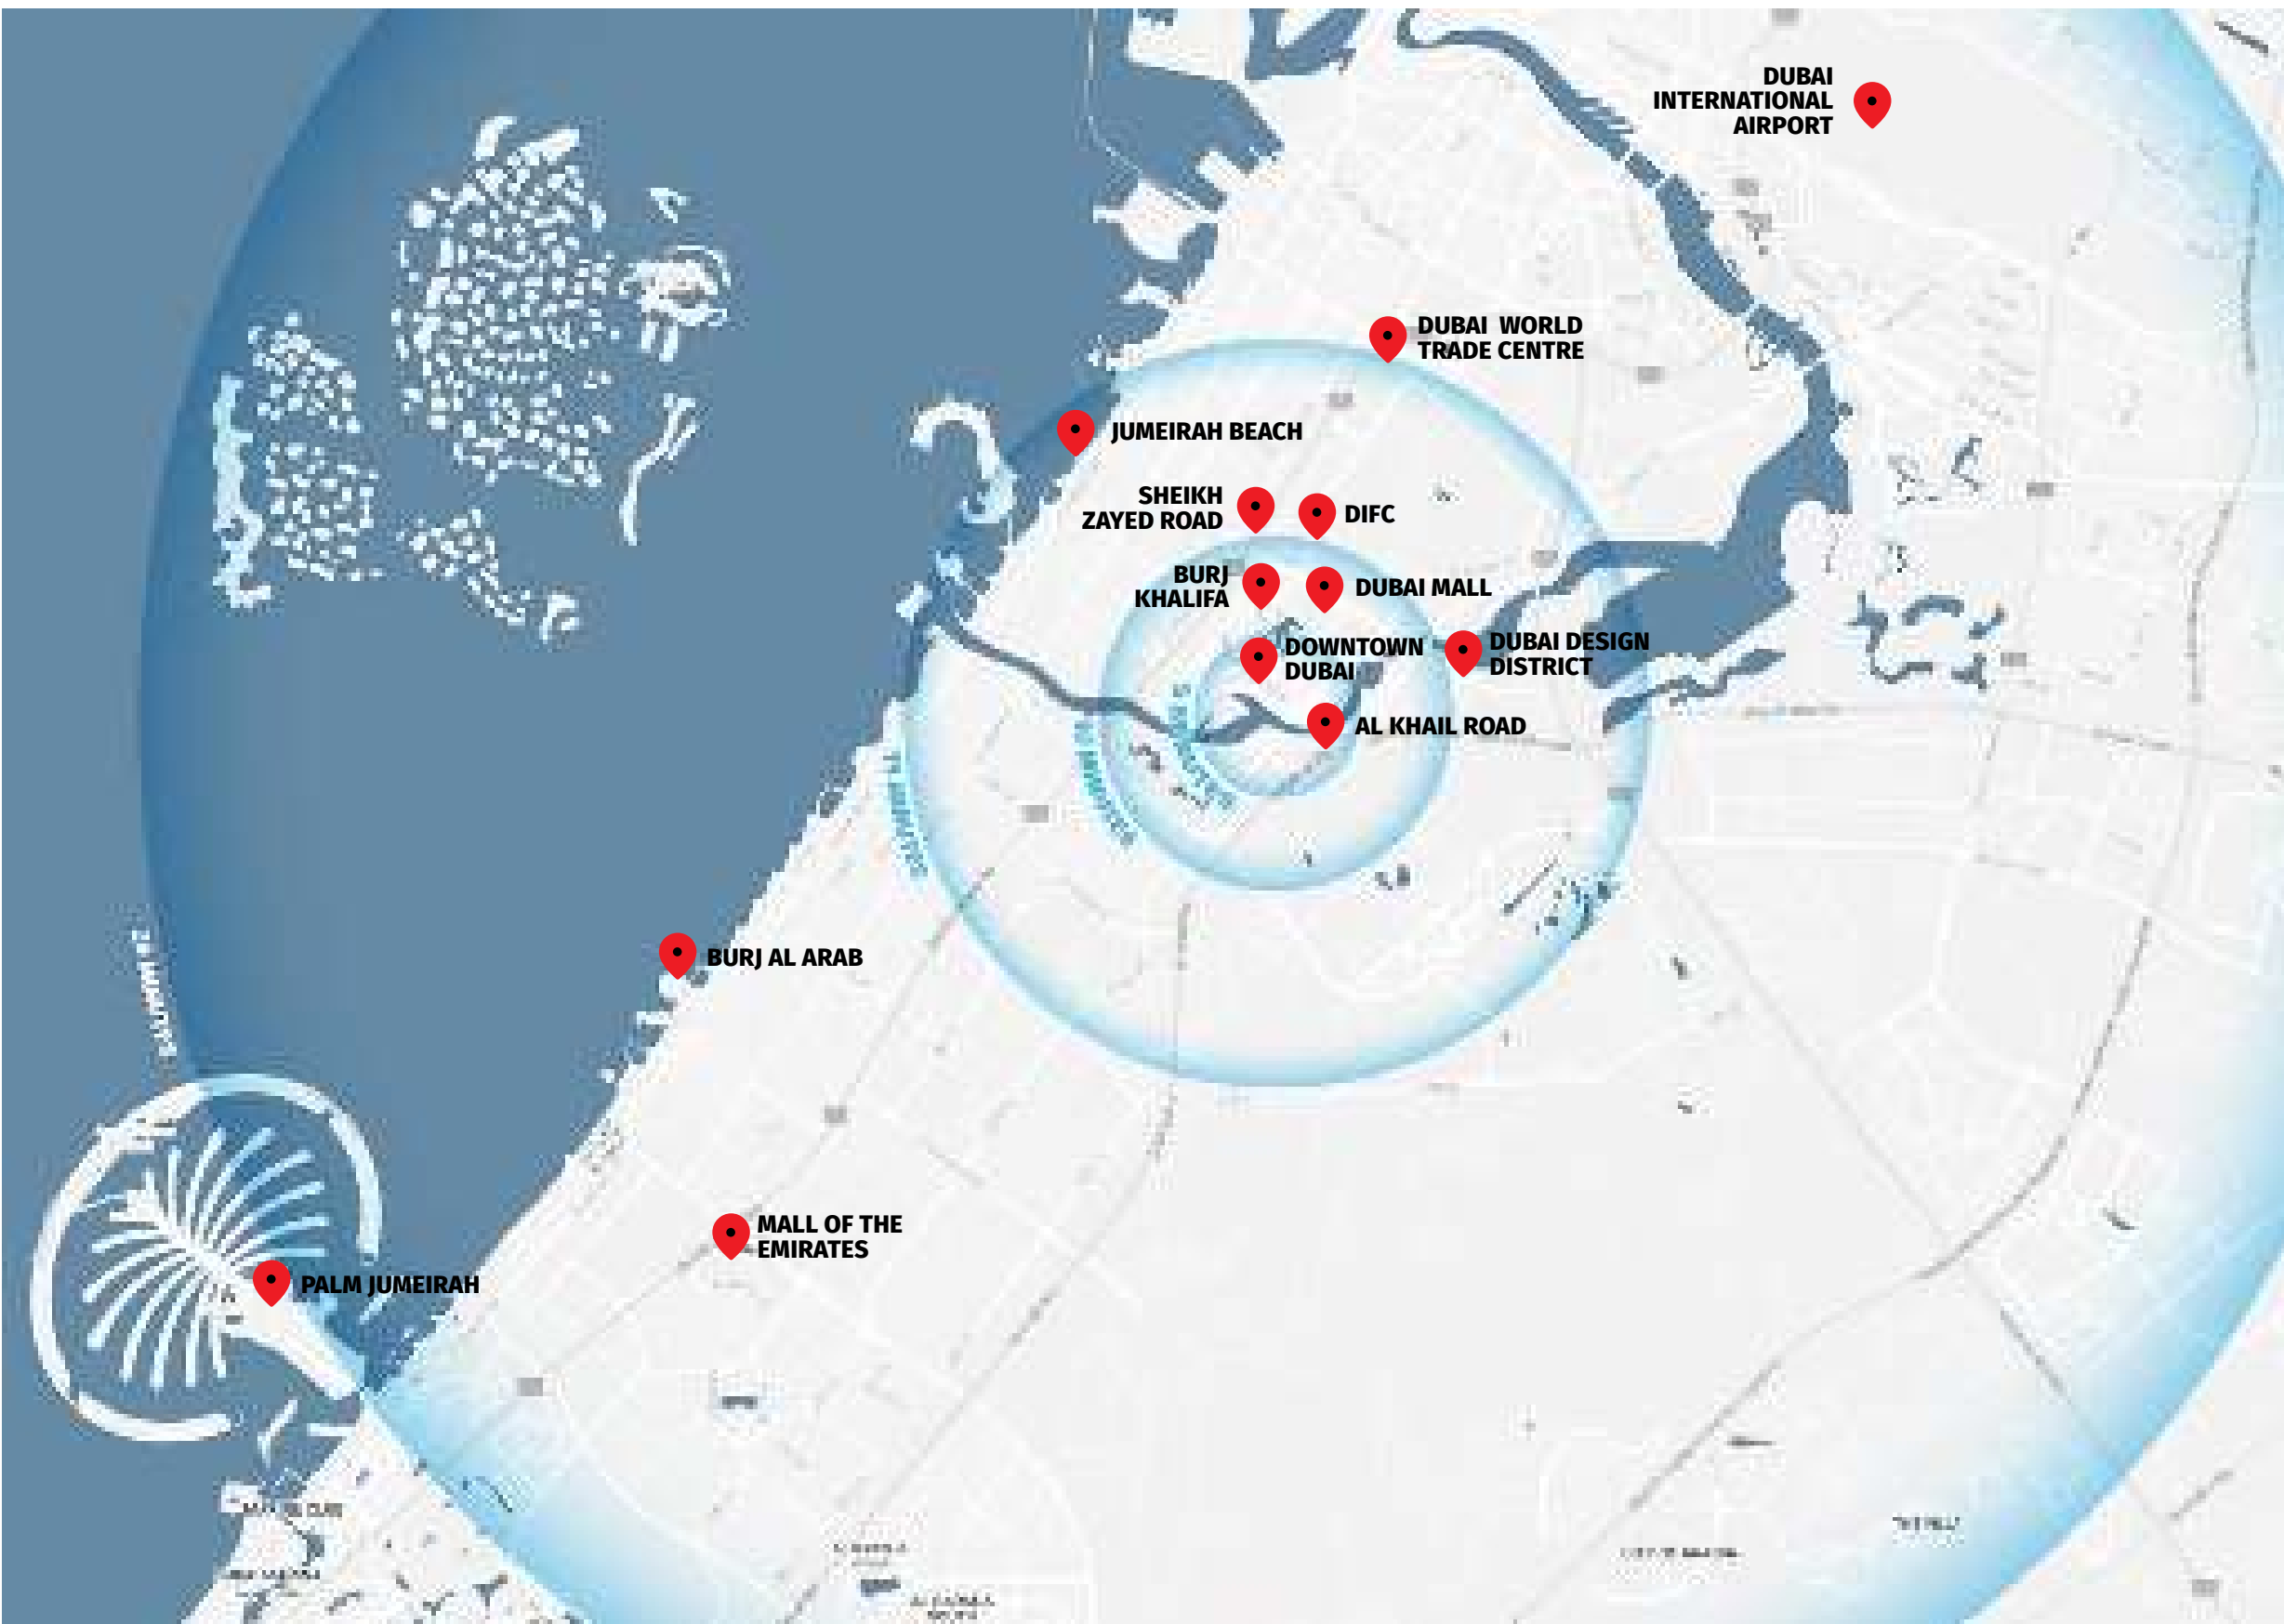 DUBAI
INTERNATIONAL
AIRPORT
DUBAI WORLD
TRADE CENTRE
JUMEIRAH BEACH
SHEIKH
ZAYED ROAD
DIFC
BURJ
KHALIFA
DUBAI MALL
DOWNTOWN
DUBAI
DUBAI DESIGN
DISTRICT
AL KHAIL ROAD
BURJ AL ARAB
MALL OF THE
EMIRATES
PALM JUMEIRAH